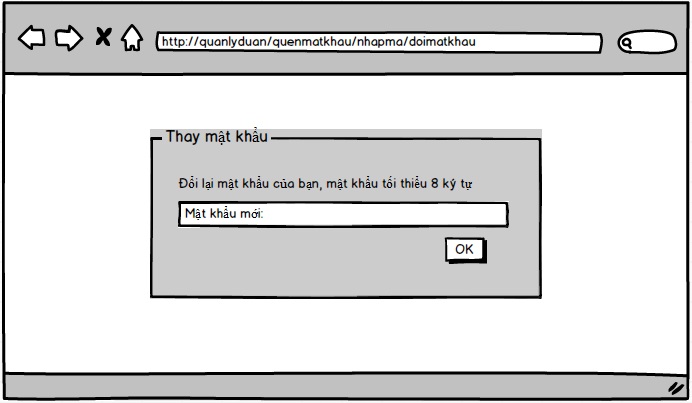 http://quanlyduan/quenmatkhau/nhapma/doimatkhau
Thay mật khẩu
Đổi lại mật khẩu của bạn, mật khẩu tối thiểu 8 ký tự
Mật khẩu mới:
OK